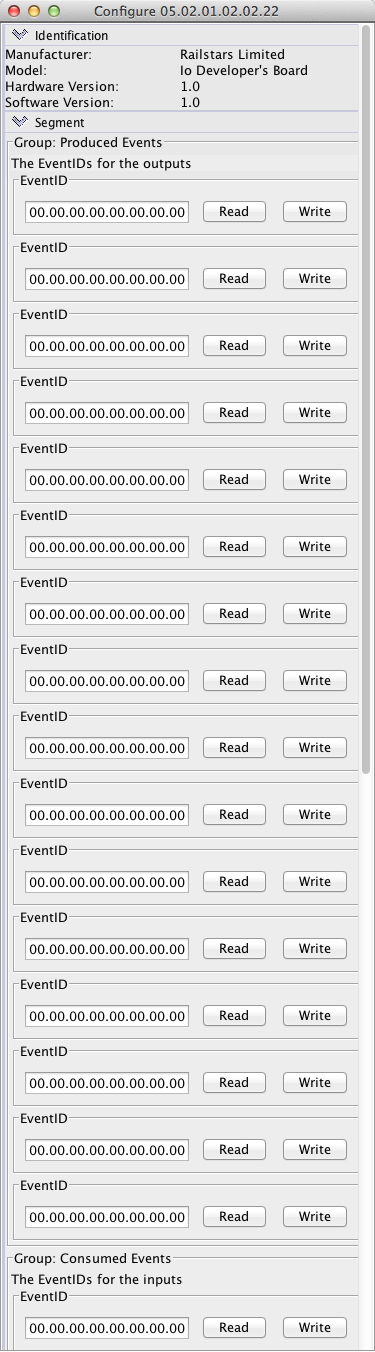 Configure 05.02.01.02.02.22
Identification
Manufacturer: Railstars Limited
Model: Io Developer's Board
Hardware Version: 1.0
Software Version: 1.0
Segment
Group: Produced Events
The EventIDs for the outputs
EventID
00.00.00.00.00.00.00.00 Read Write
EventID
00.00.00.00.00.00.00.00 Read Write
EventID
00.00.00.00.00.00.00.00 Read Write
EventID
00.00.00.00.00.00.00.00 Read Write
EventID
00.00.00.00.00.00.00.00 Read Write
EventID
00.00.00.00.00.00.00.00 Read Write
EventID
00.00.00.00.00.00.00.00 Read Write
EventID
00.00.00.00.00.00.00.00 Read Write
EventID
00.00.00.00.00.00.00.00 Read Write
EventID
00.00.00.00.00.00.00.00 Read Write
EventID
00.00.00.00.00.00.00.00 Read Write
EventID
00.00.00.00.00.00.00.00 Read Write
EventID
00.00.00.00.00.00.00.00 Read Write
EventID
00.00.00.00.00.00.00.00 Read Write
EventID
00.00.00.00.00.00.00.00 Read Write
EventID
00.00.00.00.00.00.00.00 Read Write
Group: Consumed Events
The EventIDs for the inputs
EventID
00.00.00.00.00.00.00.00 Read Write